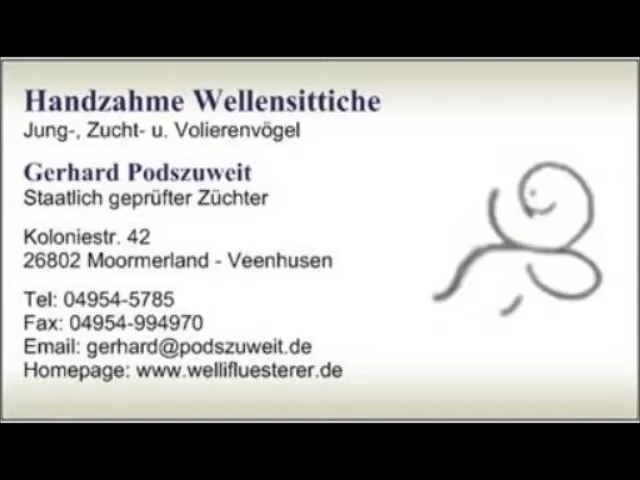 Handzahme Wellensittiche
Jung-, Zucht- u. Volierenvögel
Gerhard Podszuweit
Staatlich geprüfter Züchter
Koloniestr. 42
26802 Moormerland - Veenhusen
Tel: 04954-5785
Fax: 04954-994970
Email: gerhard@podszuweit.de
Homepage: www.wellifluesterer.de